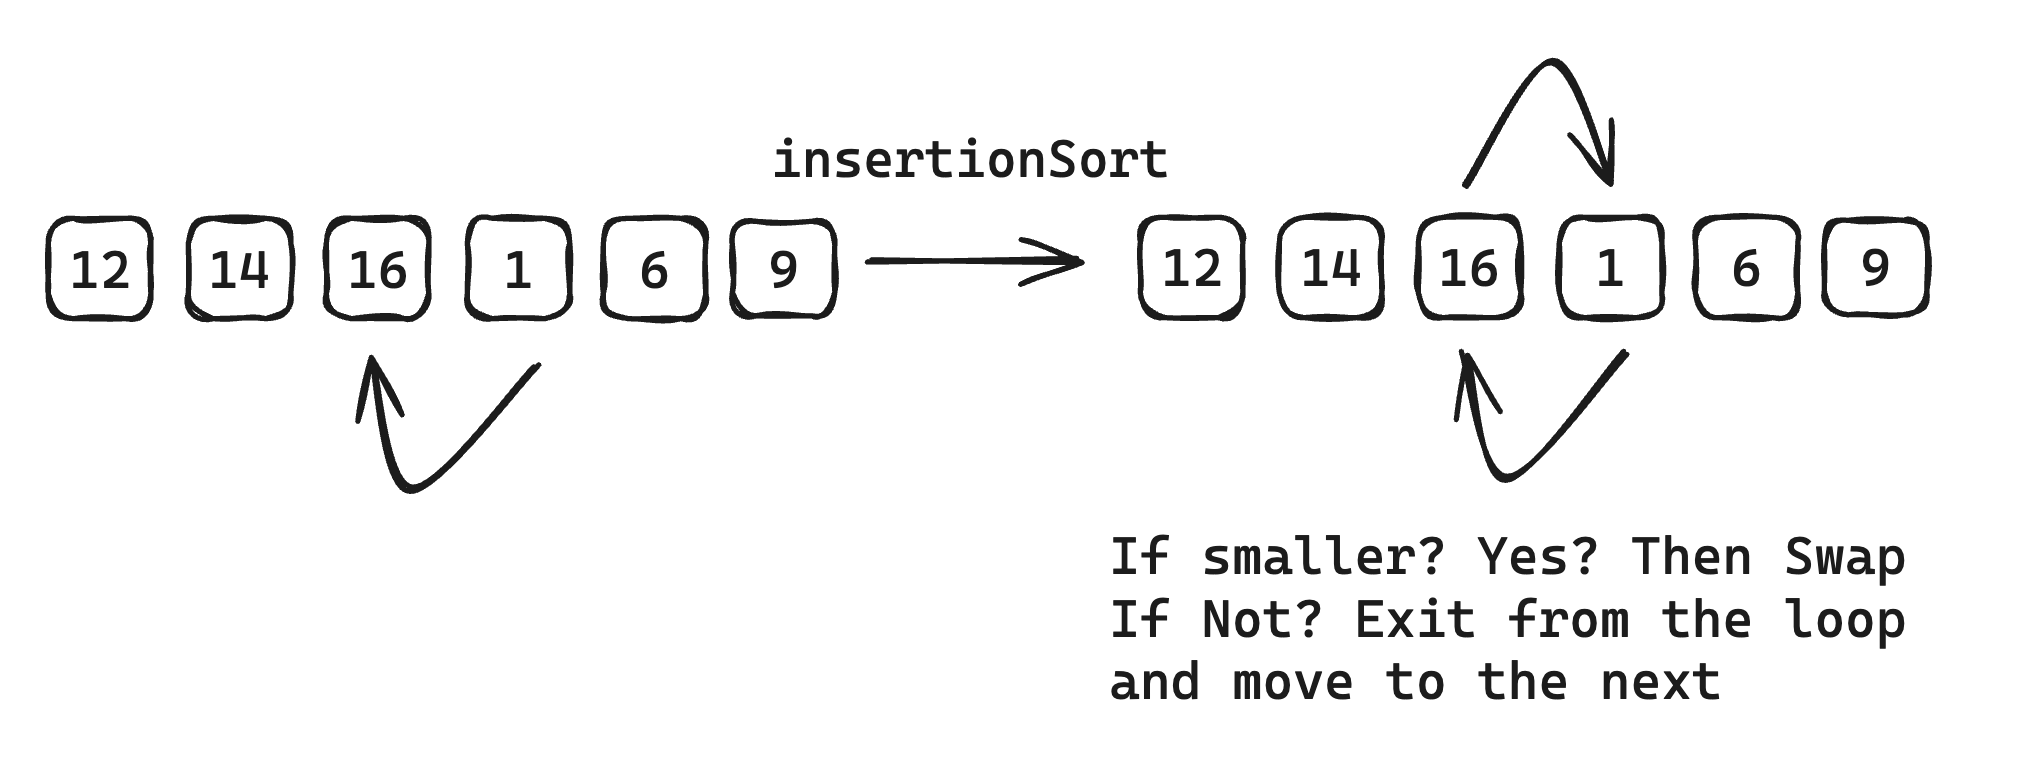 insertionSort
12 14 16 1 6 9
12 14 16 1 6 9
If smaller? Yes? Then Swap
If Not? Exit from the loop
and move to the next